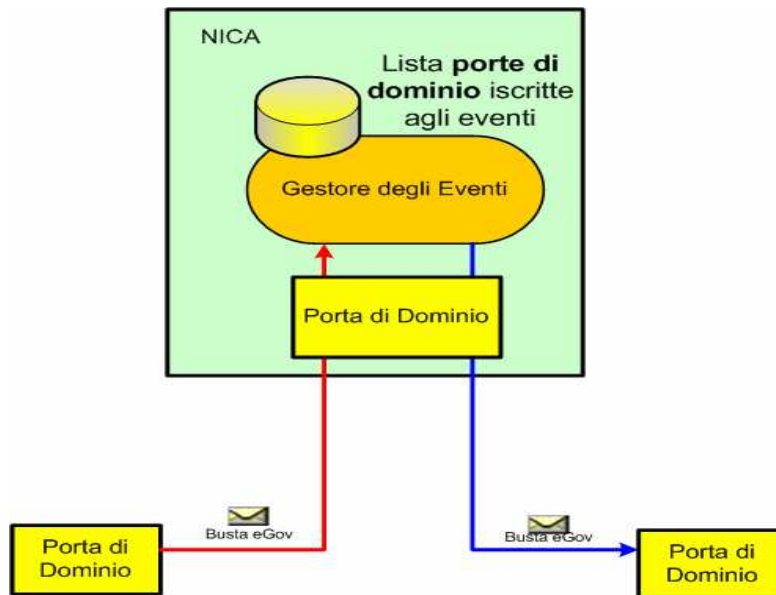 NICA
Lista porte di
dominio iscritte
agli eventi
Gestore degli Eventi
Porta di Dominio
Busta eGov
Busta eGov
Porta di
Dominio
Porta di
Dominio